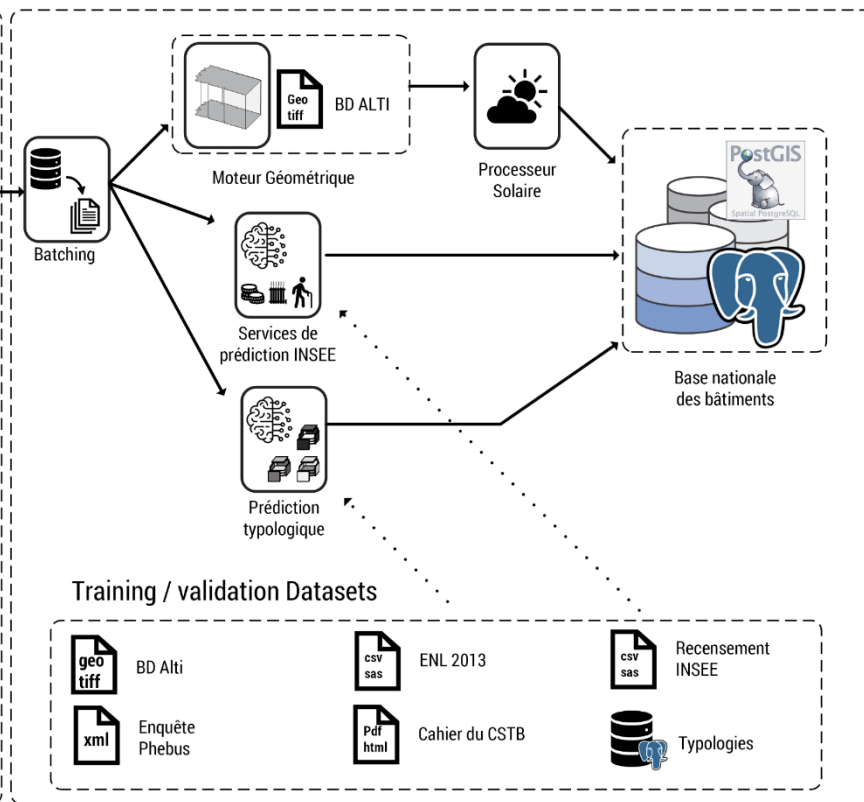 Geo
tiff
BD ALTI
PostGIS
Spatial PostgreSQL
Moteur Géométrique
Processeur
Solaire
Batching
Services de
prédiction INSEE
Base nationale
des bâtiments
Prédiction
typologique
Training / validation Datasets
geo
tiff
BD Alti
csv
sas
ENL 2013
csv
sas
Recensement
INSEE
xml
Enquête
Phebus
Pdf
html
Cahier du CSTB
Typologies